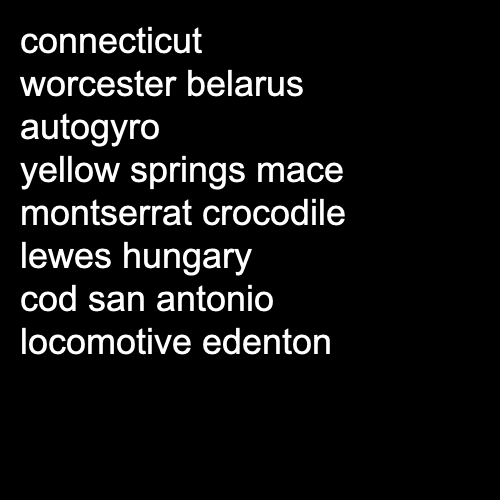 connecticut
worcester belarus
autogyro
yellow springs mace
montserrat crocodile
lewes hungary
cod san antonio
locomotive edenton